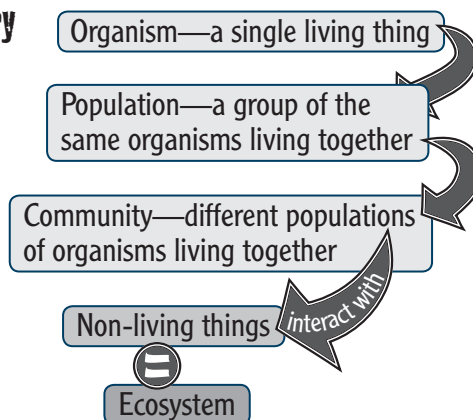 Organism—a single living thing
Population—a group of the
same organisms living together
Community—different populations
of organisms living together
interact with
Non-living things
=
Ecosystem